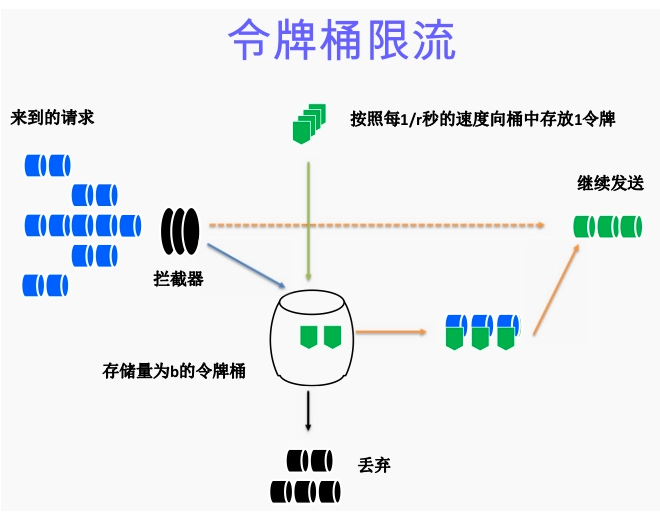 令牌桶限流
来到的请求
按照每1/r秒的速度向桶中存放1令牌
继续发送
拦截器
存储量为b的令牌桶
丢弃